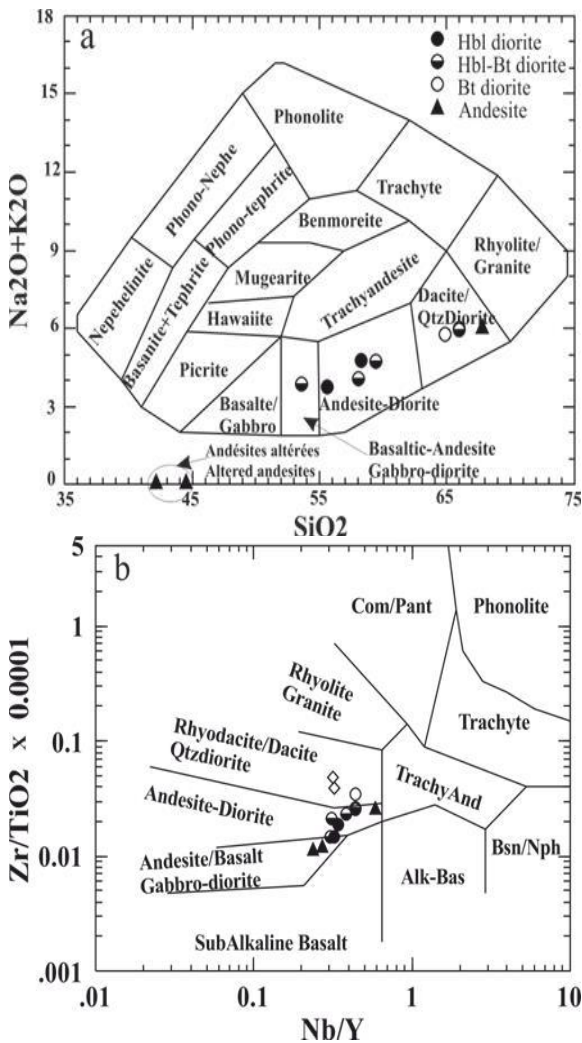 a
18
15
12
9
6
3
0
Na2O+K2O
Hbl diorite
Hbl-Bt diorite
Bt diorite
Andesite
Phonolite
Phono-Nephe
Phono-tephrite
Trachyte
Benmoreite
Rhyolite/
Granite
Nepehelinite
Basanite+Tephrite
Mugearite
Trachyandesite
Dacite/
QtzDiorite
Hawaiite
Picrite
Basalte/
Gabbro
Andesite-Diorite
Basaltic-Andesite
Gabbro-diorite
Andésites altérées
Altered andesites
35 45 55 65 75
SiO2
b
5
1
0.1
0.01
.001
Zr/TiO2 x 0.0001
Com/Pant
Phonolite
Rhyolite
Granite
Trachyte
Rhyodacite/Dacite
Qtzdiorite
TrachyAnd
Andesite-Diorite
Andesite/Basalt
Gabbro-diorite
Bsn/Nph
Alk-Bas
SubAlkaline Basalt
.01 0.1 1 10
Nb/Y